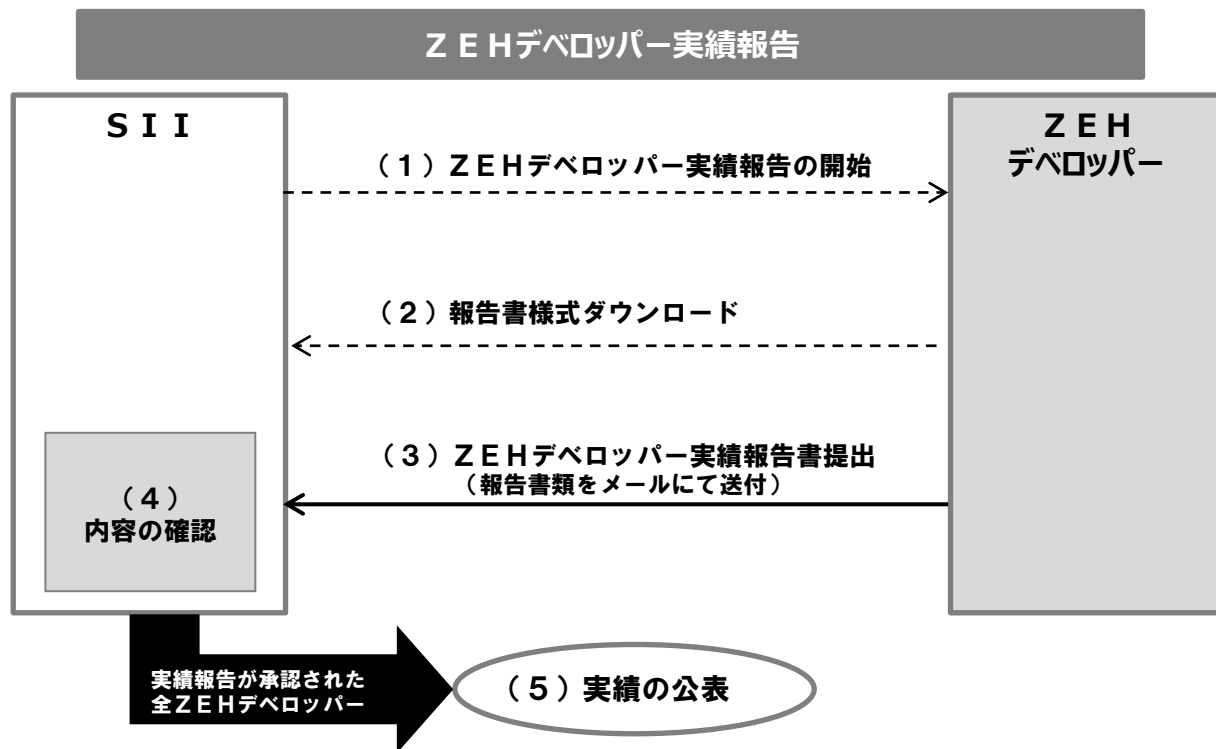 ＺＥＨデベロッパー実績報告
ＳＩＩ
ＺＥＨ
デベロッパー
（１）ＺＥＨデベロッパー実績報告の開始
（２）報告書様式ダウンロード
（３）ＺＥＨデベロッパー実績報告書提出
（報告書類をメールにて送付）
（４）
内容の確認
実績報告が承認された
全ＺＥＨデベロッパー
（５）実績の公表